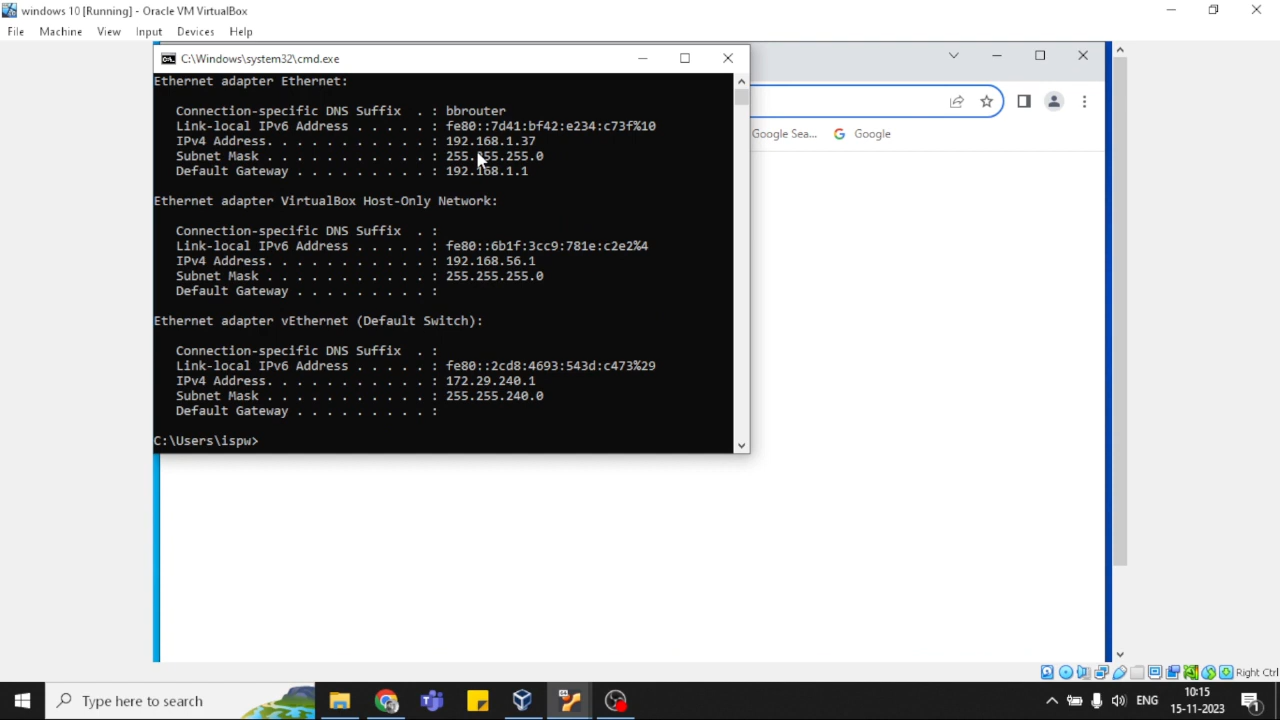 windows 10 [Running] - Oracle VM VirtualBox
File Machine View Input Devices Help
C:\Windows\system32\cmd.exe
Ethernet adapter Ethernet:
Connection-specific DNS Suffix . : bbrouter
Link-local IPv6 Address . . . . . : fe80::7d41:bf42:e234:c73f%10
IPv4 Address. . . . . . . . . . . : 192.168.1.37
Subnet Mask . . . . . . . . . . . : 255.255.255.0
Default Gateway . . . . . . . . . : 192.168.1.1
Ethernet adapter VirtualBox Host-Only Network:
Connection-specific DNS Suffix . :
Link-local IPv6 Address . . . . . : fe80::6b1f:3cc9:781e:c2e2%4
IPv4 Address. . . . . . . . . . . : 192.168.56.1
Subnet Mask . . . . . . . . . . . : 255.255.255.0
Default Gateway . . . . . . . . . :
Ethernet adapter vEthernet (Default Switch):
Connection-specific DNS Suffix . :
Link-local IPv6 Address . . . . . : fe80::2cd8:4693:543d:c473%29
IPv4 Address. . . . . . . . . . . : 172.29.240.1
Subnet Mask . . . . . . . . . . . : 255.255.240.0
Default Gateway . . . . . . . . . :
C:\Users\ispw>
Google Sea... Google
Right Ctrl
Type here to search
ENG
10:15
15-11-2023
1